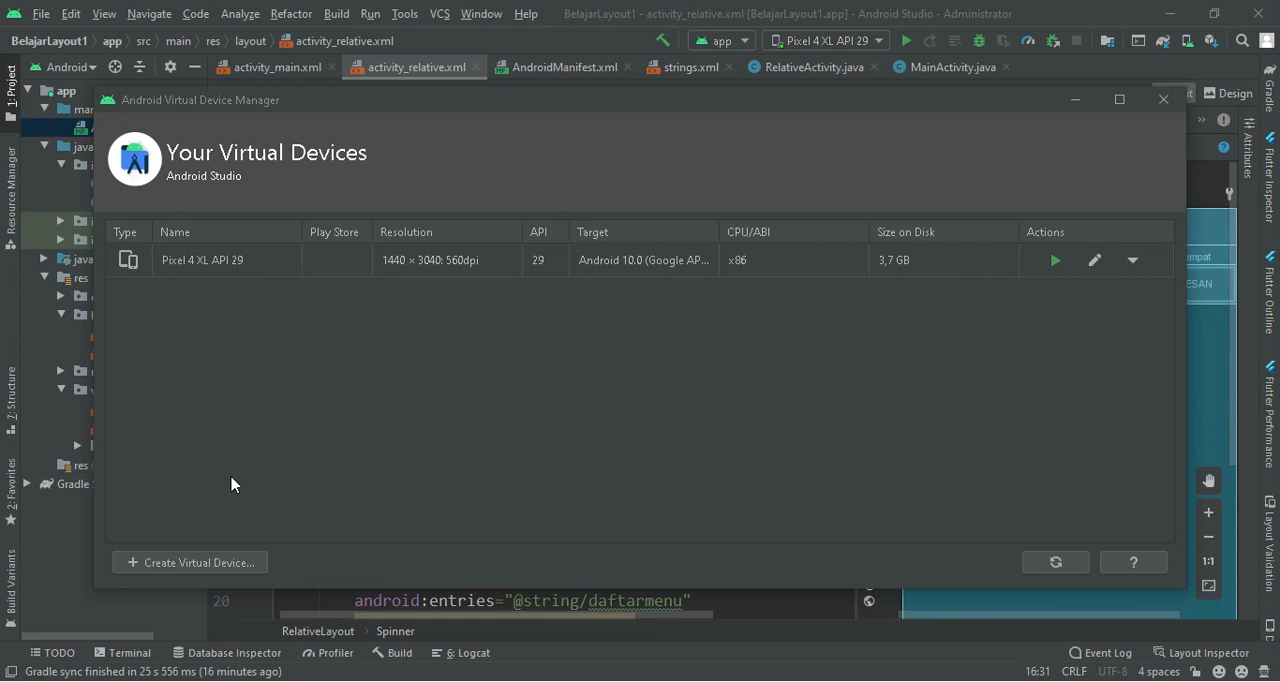 File Edit View Navigate Code Analyze Refactor Build Run Tools VCS Window Help BelajarLayout1 - activity_relative.xml [BelajarLayout1.app] - Android Studio - Administrator
BelajarLayout1 app src main res layout activity_relative.xml app Pixel 4 XL API 29
Android activity_main.xml activity_relative.xml AndroidManifest.xml strings.xml RelativeActivity.java MainActivity.java
1: Project
Resource Manager
7: Structure
2: Favorites
Build Variants
app
java
java
res
res
Gradle
Design
Android Virtual Device Manager
Your Virtual Devices
Android Studio
Type Name Play Store Resolution API Target CPU/ABI Size on Disk Actions
Pixel 4 XL API 29 1440 × 3040: 560dpi 29 Android 10.0 (Google AP... x86 3,7 GB
+ Create Virtual Device... ?
Attributes
1:1
Gradle
Flutter Inspector
Flutter Outline
Flutter Performance
Layout Validation
20 android:entries="@string/daftarmenu"
RelativeLayout Spinner
TODO Terminal Database Inspector Profiler Build 6: Logcat Event Log Layout Inspector
Gradle sync finished in 25 s 556 ms (16 minutes ago) 16:31 CRLF UTF-8 4 spaces